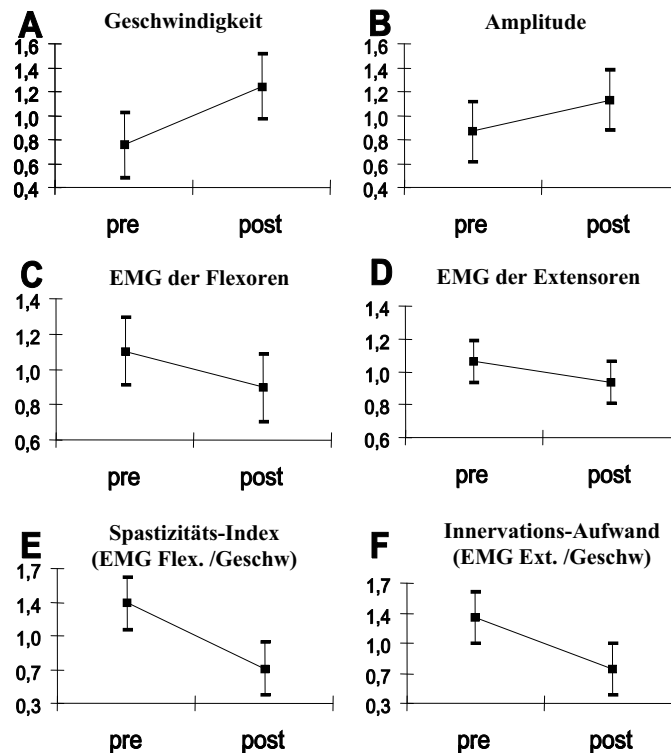 A Geschwindigkeit
1,6
1,4
1,2
1,0
0,8
0,6
0,4
pre post
B Amplitude
1,6
1,4
1,2
1,0
0,8
0,6
0,4
pre post
C EMG der Flexoren
1,4
1,2
1,0
0,8
0,6
pre post
D EMG der Extensoren
1,4
1,2
1,0
0,8
0,6
pre post
E Spastizitäts-Index
(EMG Flex. /Geschw)
1,7
1,4
1,0
0,7
0,3
pre post
F Innervations-Aufwand
(EMG Ext. /Geschw)
1,7
1,4
1,0
0,7
0,3
pre post